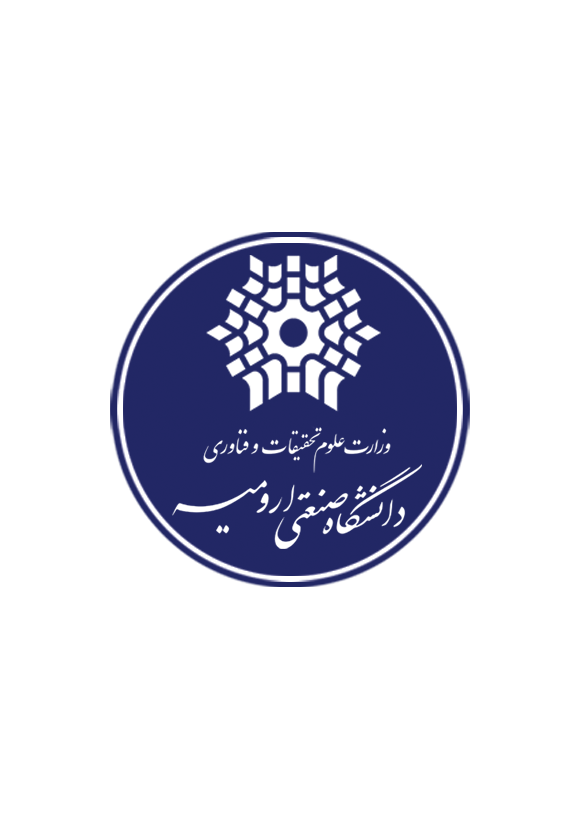 وزارت علوم تحقیقات و فناوری
دانشگاه صنعتی ارومیه